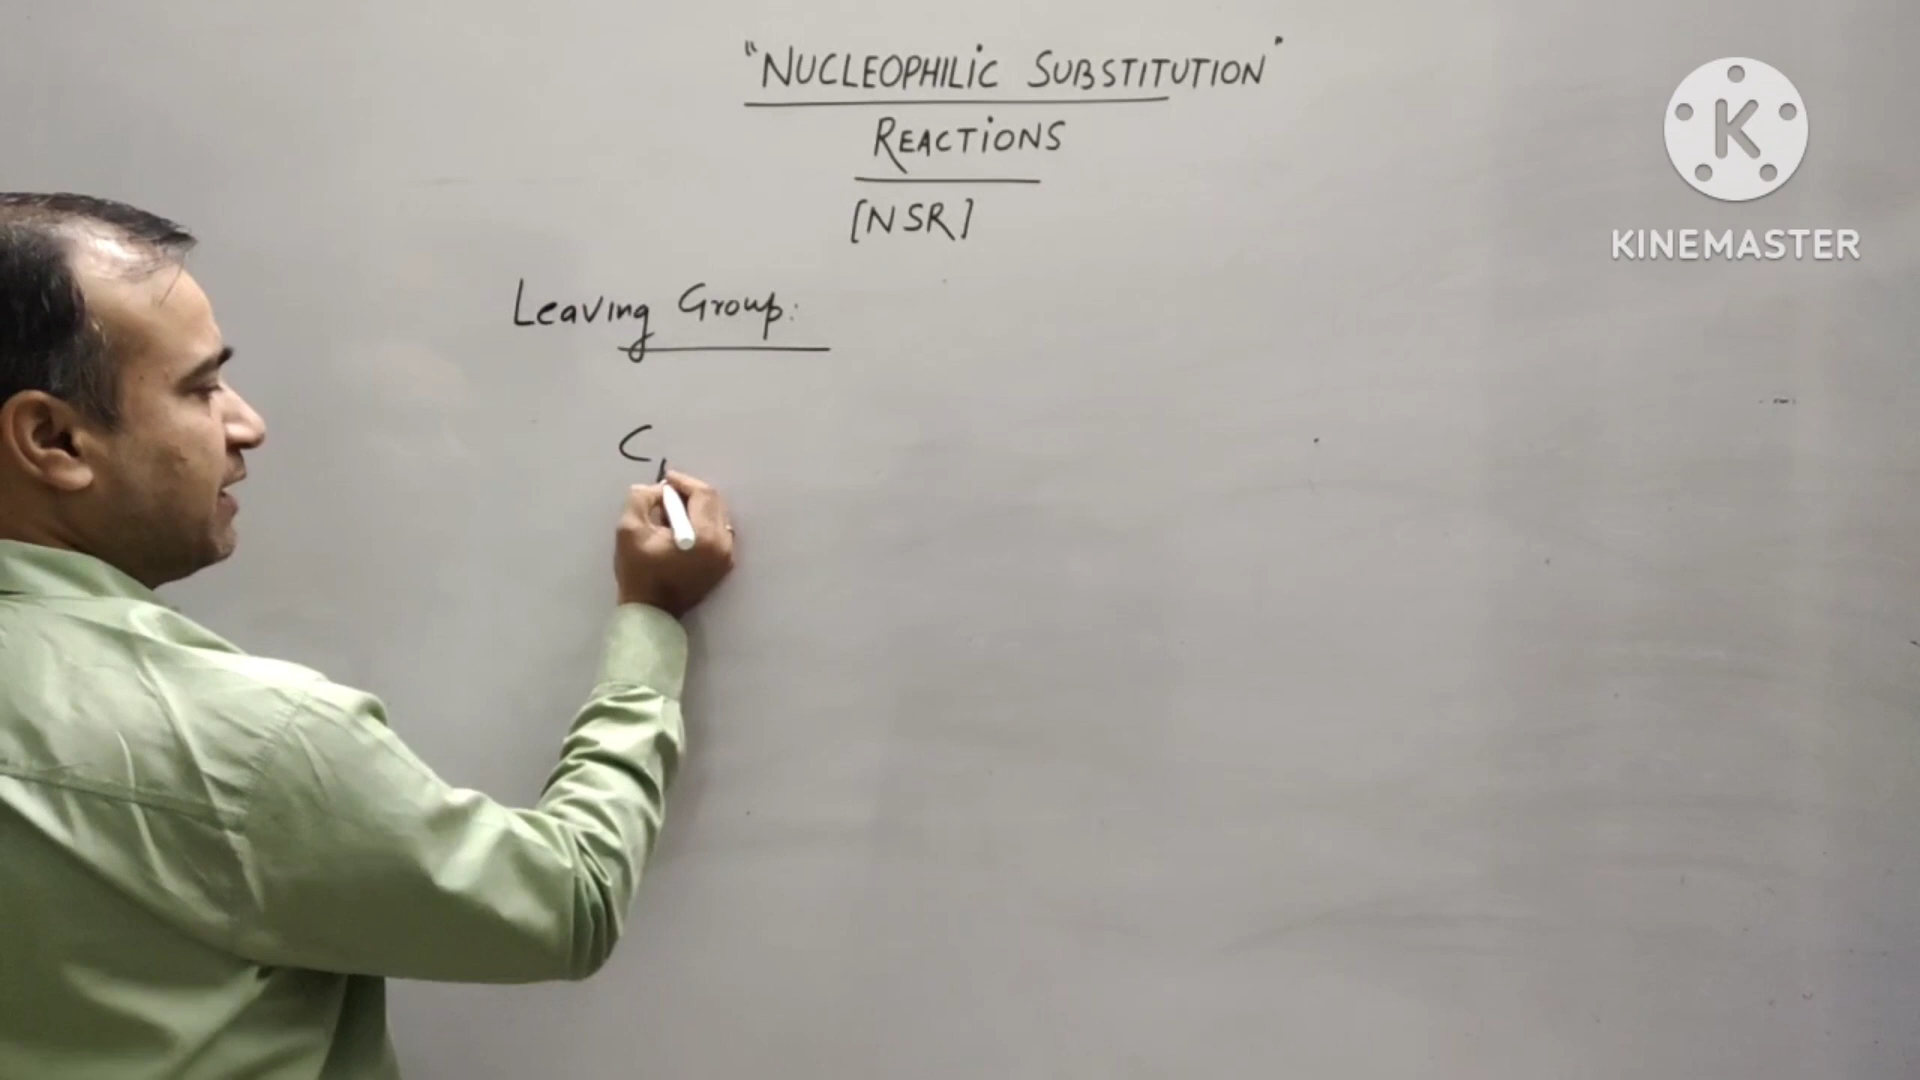 "NUCLEOPHILIC SUBSTITUTION"
REACTIONS
[NSR]
Leaving Group:
C
K
KINEMASTER